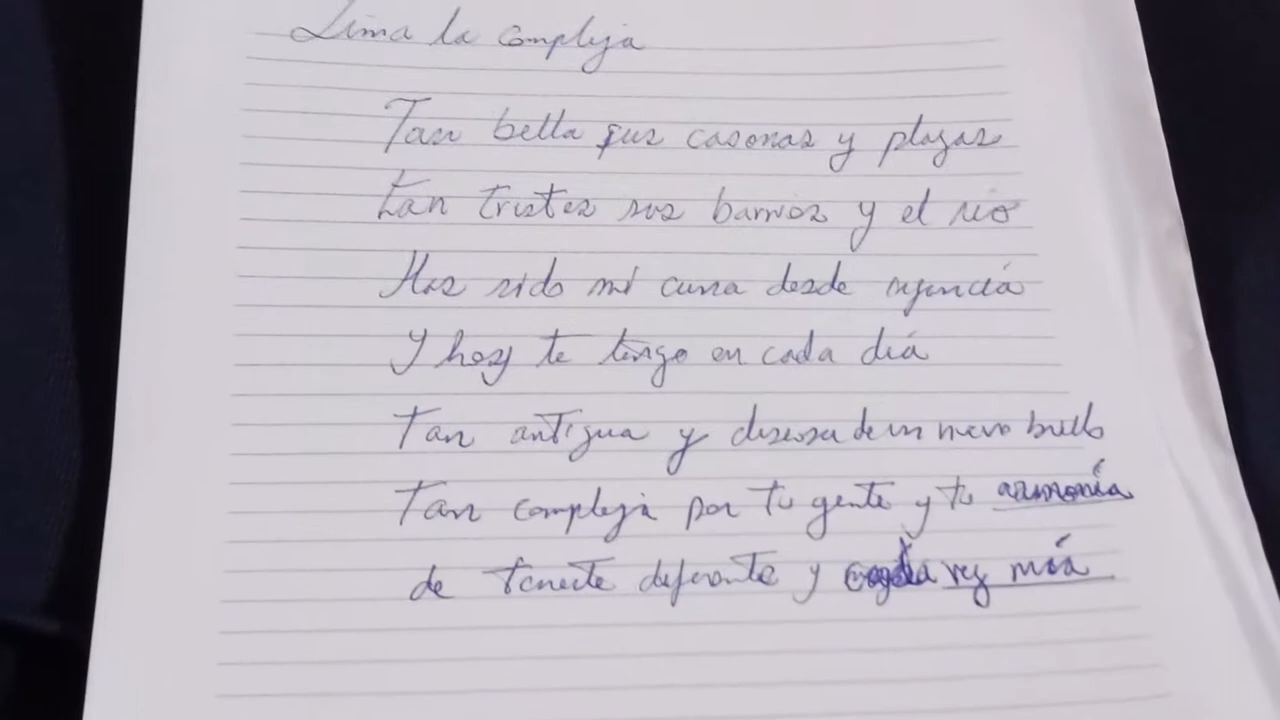 Lima la compleja
Tan bella sus casonas y plazas
tan tristes sus barrios y el río
Has sido mi cuna desde
Y hoy te tengo en cada día
Tan antigua y deseosa de un nuevo brillo
Tan compleja por tu gente y tu armonía
de tenerte diferente y cada vez mía